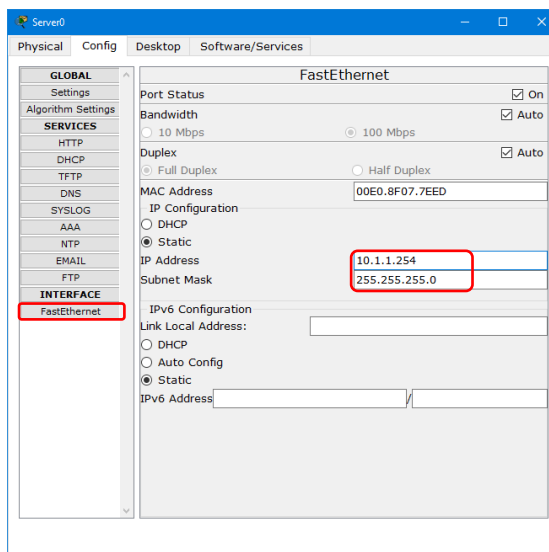 Server0
Physical Config Desktop Software/Services
GLOBAL
Settings
Algorithm Settings
SERVICES
HTTP
DHCP
TFTP
DNS
SYSLOG
AAA
NTP
EMAIL
FTP
INTERFACE
FastEthernet
FastEthernet
Port Status On
Bandwidth Auto
10 Mbps 100 Mbps
Duplex Auto
Full Duplex Half Duplex
MAC Address 00E0.8F07.7EED
IP Configuration
DHCP
Static
IP Address 10.1.1.254
Subnet Mask 255.255.255.0
IPv6 Configuration
Link Local Address:
DHCP
Auto Config
Static
IPv6 Address /